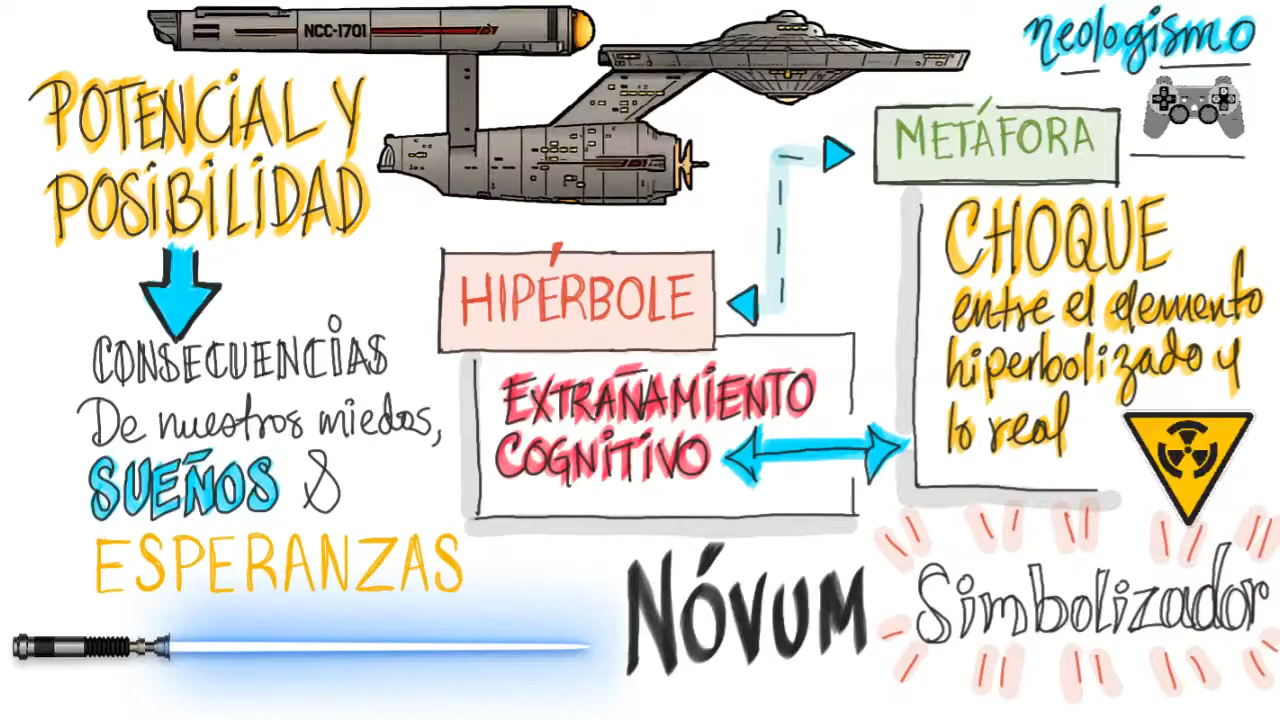 NCC-1701
neologismo
POTENCIAL Y
POSIBILIDAD
CONSECUENCIAS
De nuestros miedos,
SUEÑOS &
ESPERANZAS
HIPÉRBOLE
EXTRAÑAMIENTO
COGNITIVO
METÁFORA
CHOQUE
entre el elemento
hiperbolizado y
lo real
NÓVUM
Simbolizador